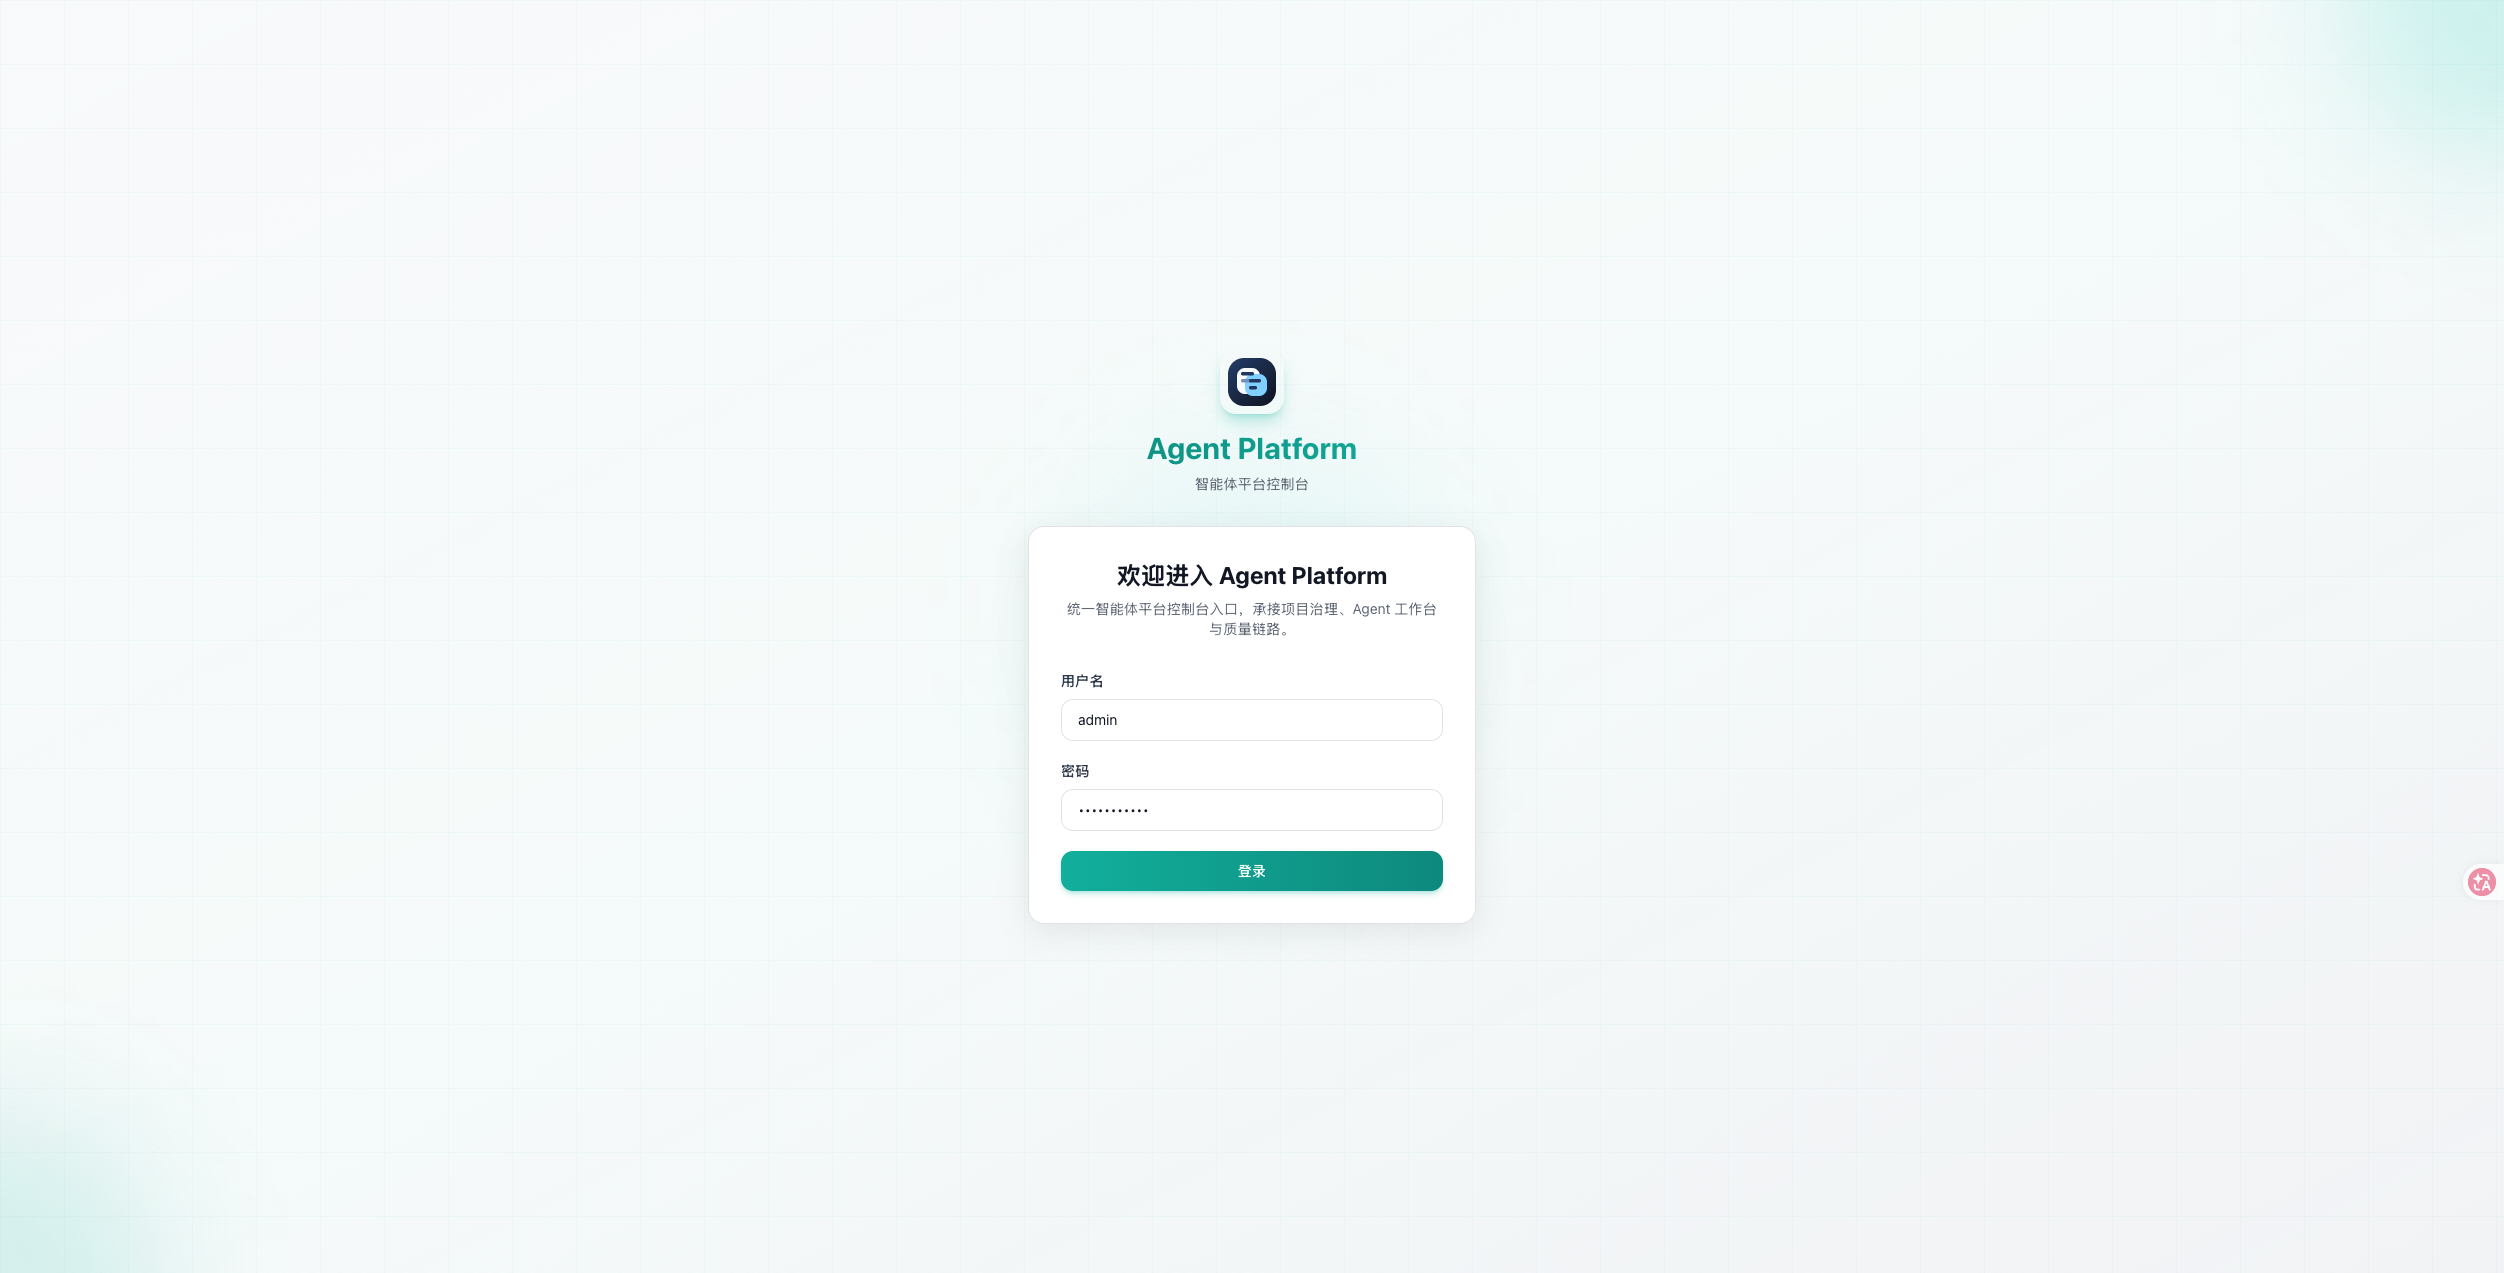 Agent Platform
智能体平台控制台
欢迎进入 Agent Platform
统一智能体平台控制台入口，承接项目治理、Agent 工作台
与质量链路。
用户名
admin
密码
•••••••••••
登录